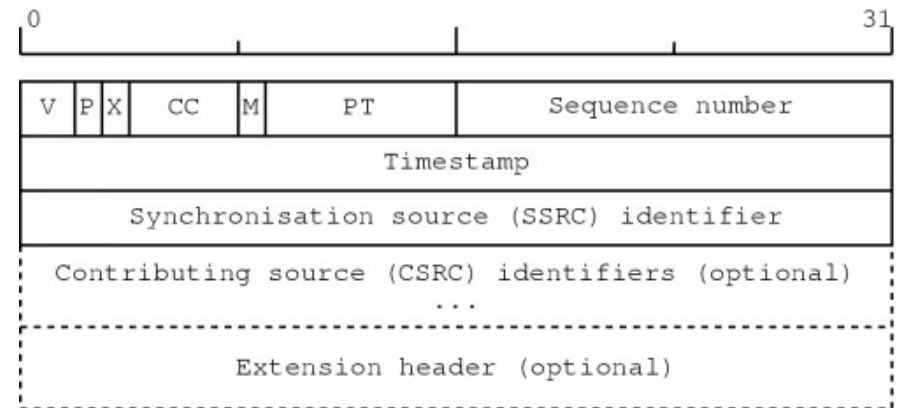 0 31
V P X CC M PT Sequence number
Timestamp
Synchronisation source (SSRC) identifier
Contributing source (CSRC) identifiers (optional)
...
Extension header (optional)